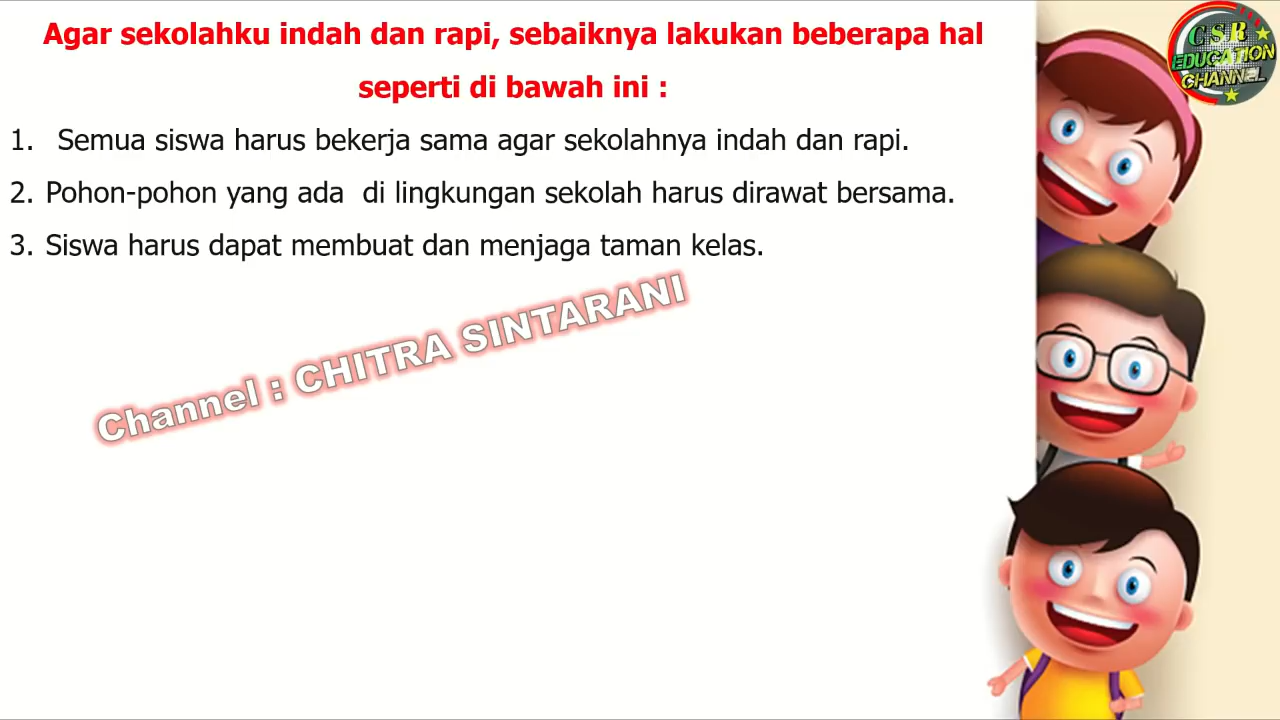 Agar sekolahku indah dan rapi, sebaiknya lakukan beberapa hal
seperti di bawah ini :
1. Semua siswa harus bekerja sama agar sekolahnya indah dan rapi.
2. Pohon-pohon yang ada di lingkungan sekolah harus dirawat bersama.
3. Siswa harus dapat membuat dan menjaga taman kelas.
Channel : CHITRA SINTARANI
CSR
EDUCATION
CHANNEL